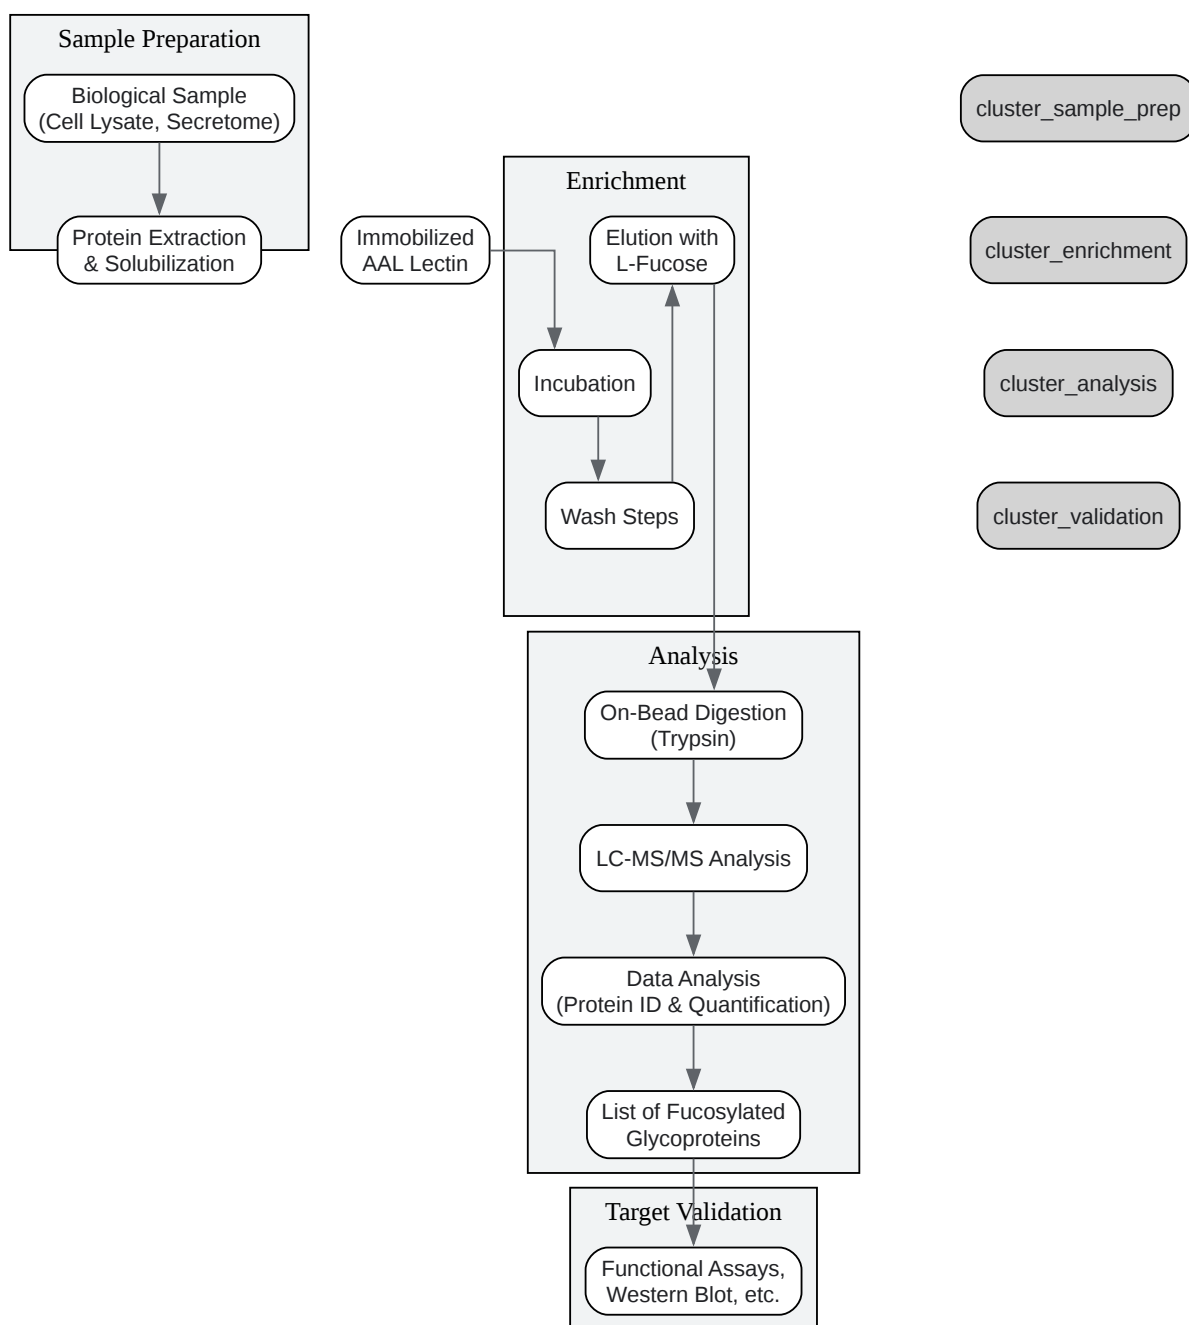 Sample Preparation
Biological Sample
(Cell Lysate, Secretome)
Protein Extraction
& Solubilization
Immobilized
AAL Lectin
Enrichment
Elution with
L-Fucose
Incubation
Wash Steps
Analysis
On-Bead Digestion
(Trypsin)
LC-MS/MS Analysis
Data Analysis
(Protein ID & Quantification)
List of Fucosylated
Glycoproteins
Target Validation
Functional Assays,
Western Blot, etc.
cluster_sample_prep
cluster_enrichment
cluster_analysis
cluster_validation